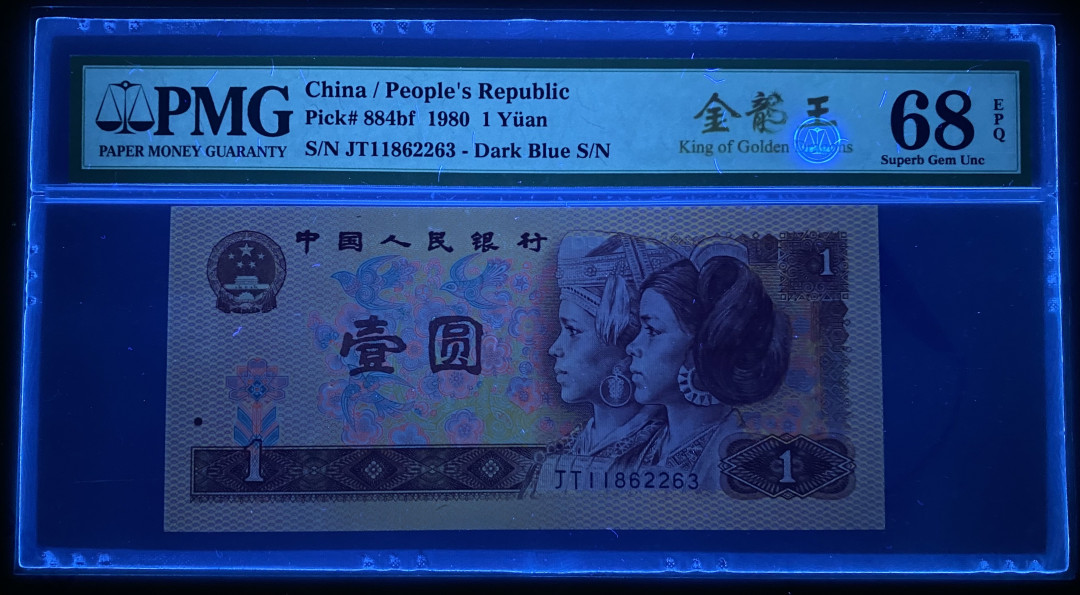 PMG
PAPER MONEY GUARANTY
China / People's Republic
Pick# 884bf 1980 1 Yüan
S/N JT11862263 - Dark Blue S/N
金龍王
King of Golden
68
EPQ
Superb Gem Unc
中国人民银行
壹圆
1
1
1
JT11862263